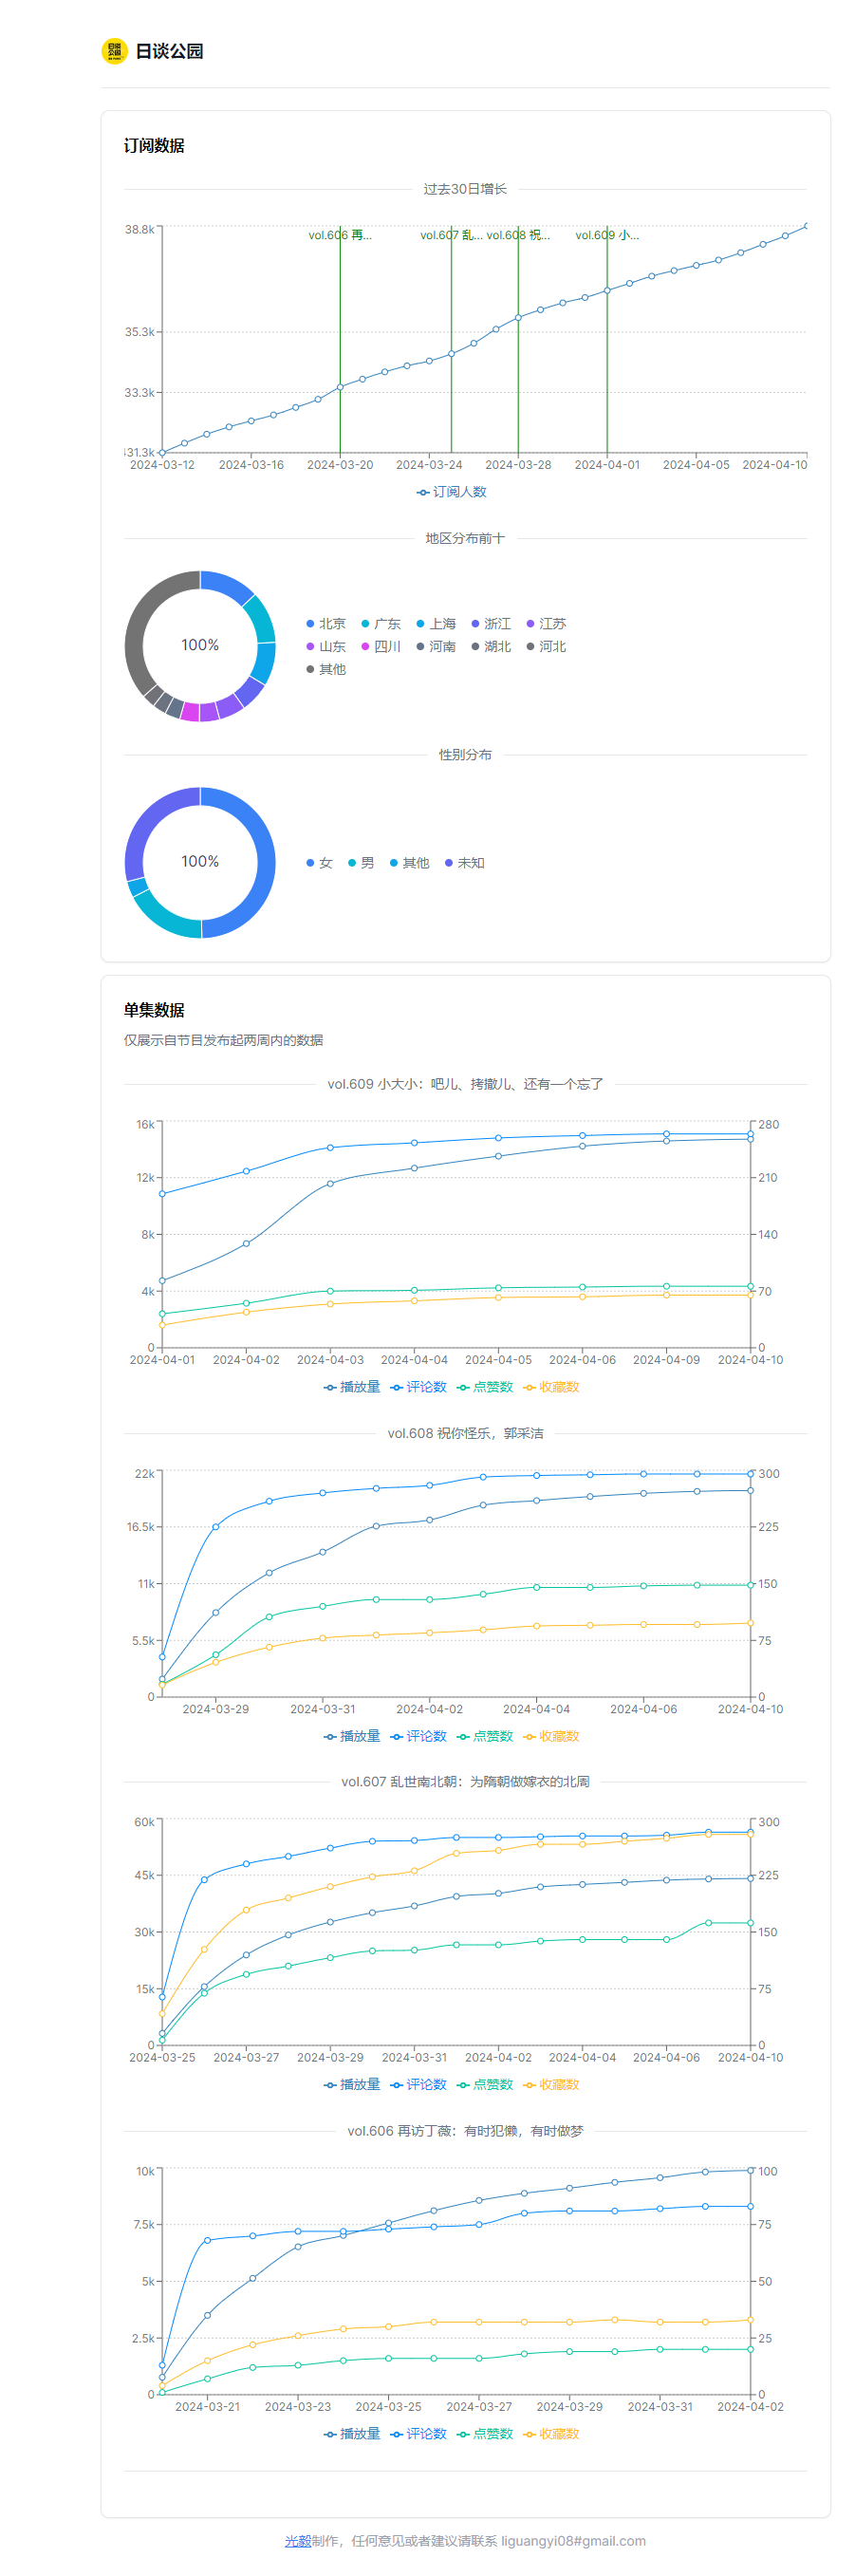 日谈公园
订阅数据
过去30日增长
38.8k
vol.606 再... vol.607 乱... vol.608 祝... vol.609 小...
35.3k
33.3k
431.3k
2024-03-12 2024-03-16 2024-03-20 2024-03-24 2024-03-28 2024-04-01 2024-04-05 2024-04-10
订阅人数
地区分布前十
100%
北京 广东 上海 浙江 江苏
山东 四川 河南 湖北 河北
其他
性别分布
100%
女 男 其他 未知
单集数据
仅展示自节目发布起两周内的数据
vol.609 小大小：吧儿、拷撒儿、还有一个忘了
16k 280
12k 210
8k 140
4k 70
0 0
2024-04-01 2024-04-02 2024-04-03 2024-04-04 2024-04-05 2024-04-06 2024-04-09 2024-04-10
播放量 评论数 点赞数 收藏数
vol.608 祝你怪乐，郭采洁
22k 300
16.5k 225
11k 150
5.5k 75
0 0
2024-03-29 2024-03-31 2024-04-02 2024-04-04 2024-04-06 2024-04-10
播放量 评论数 点赞数 收藏数
vol.607 乱世南北朝：为隋朝做嫁衣的北周
60k 300
45k 225
30k 150
15k 75
0 0
2024-03-25 2024-03-27 2024-03-29 2024-03-31 2024-04-02 2024-04-04 2024-04-06 2024-04-10
播放量 评论数 点赞数 收藏数
vol.606 再访丁薇：有时犯懒，有时做梦
10k 100
7.5k 75
5k 50
2.5k 25
0 0
2024-03-21 2024-03-23 2024-03-25 2024-03-27 2024-03-29 2024-03-31 2024-04-02
播放量 评论数 点赞数 收藏数
光毅制作，任何意见或者建议请联系 liguangyi08#gmail.com